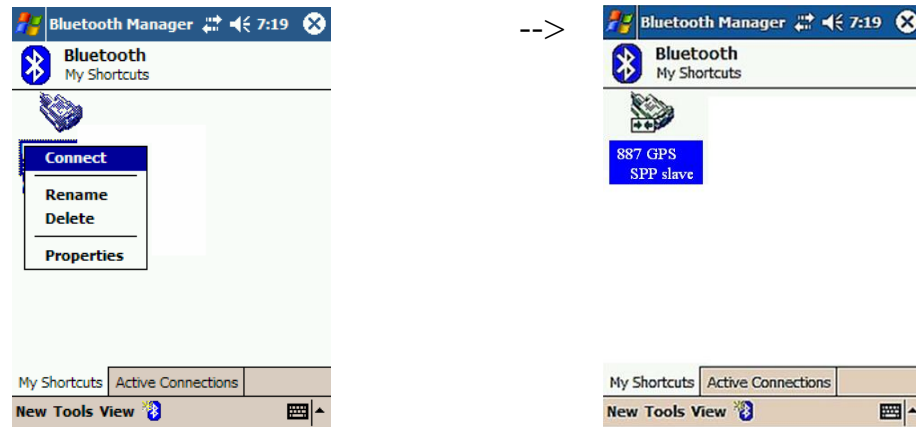 Bluetooth Manager 7:19
Bluetooth
My Shortcuts
Connect
Rename
Delete
Properties
My Shortcuts Active Connections
New Tools View
-->
Bluetooth Manager 7:19
Bluetooth
My Shortcuts
887 GPS
SPP slave
My Shortcuts Active Connections
New Tools View